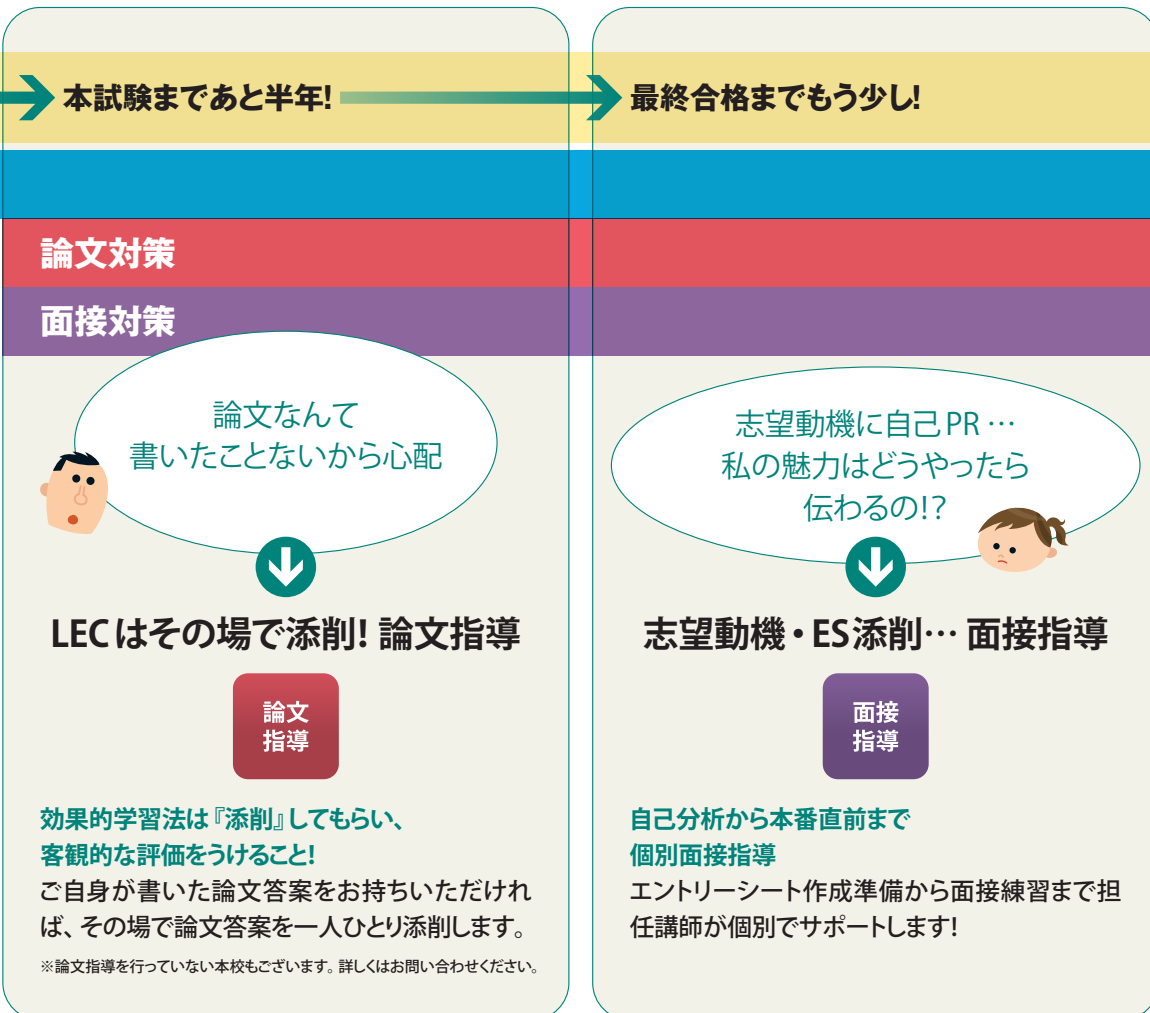 本試験まであと半年!
最終合格までもう少し!
論文対策
面接対策
論文なんて
書いたことないから心配
LECはその場で添削! 論文指導
論文
指導
効果的学習法は『添削』してもらい、
客観的な評価をうけること!
ご自身が書いた論文答案をお持ちいただけれ
ば、その場で論文答案を一人ひとり添削します。
※論文指導を行っていない本校もございます。詳しくはお問い合わせください。
志望動機に自己PR…
私の魅力はどうやったら
伝わるの!?
志望動機・ES添削… 面接指導
面接
指導
自己分析から本番直前まで
個別面接指導
エントリーシート作成準備から面接練習まで担
任講師が個別でサポートします!